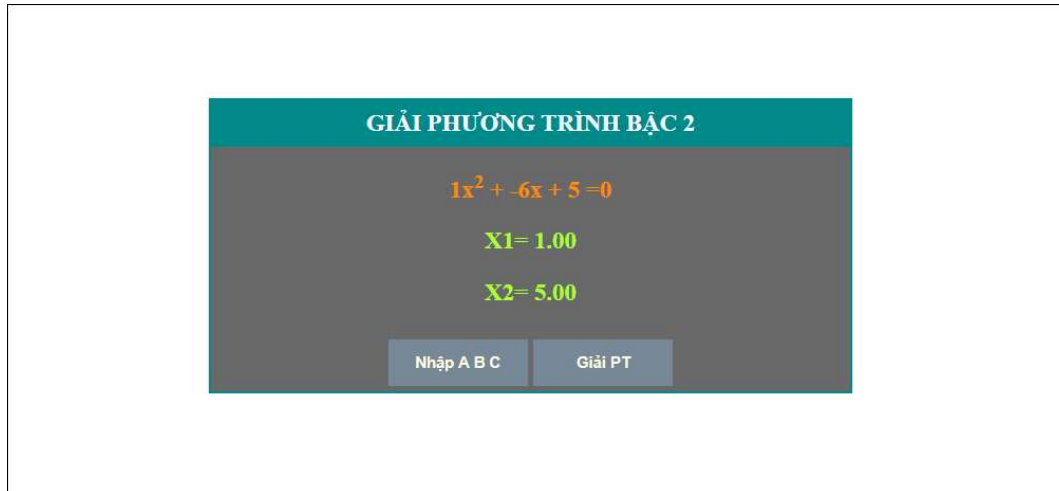 GIẢI PHƯƠNG TRÌNH BẬC 2
1x² + -6x + 5 =0
X1= 1.00
X2= 5.00
Nhập A B C Giải PT